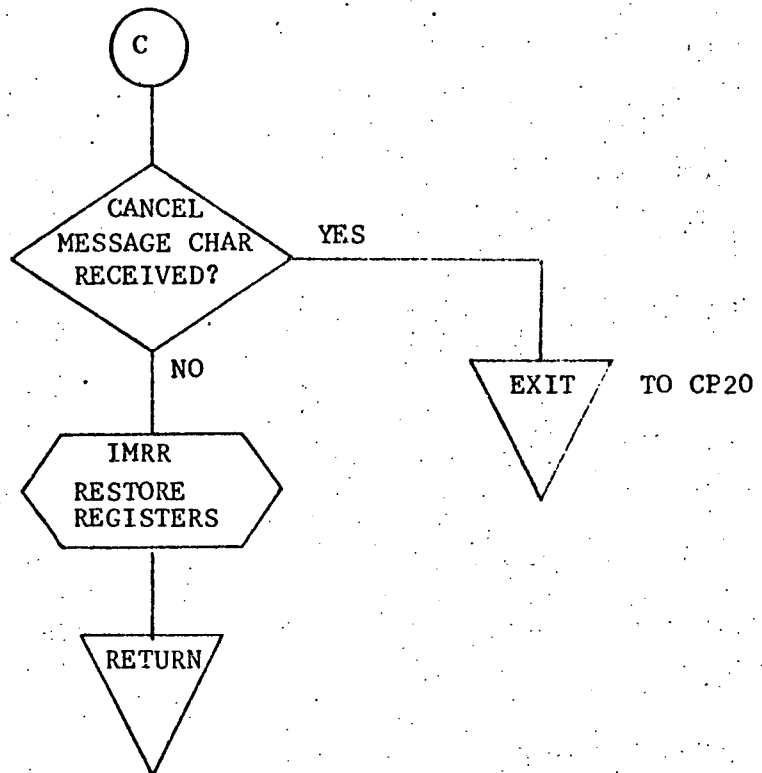 C
CANCEL
MESSAGE CHAR
RECEIVED?
YES
NO
EXIT
TO CP20
IMRR
RESTORE
REGISTERS
RETURN